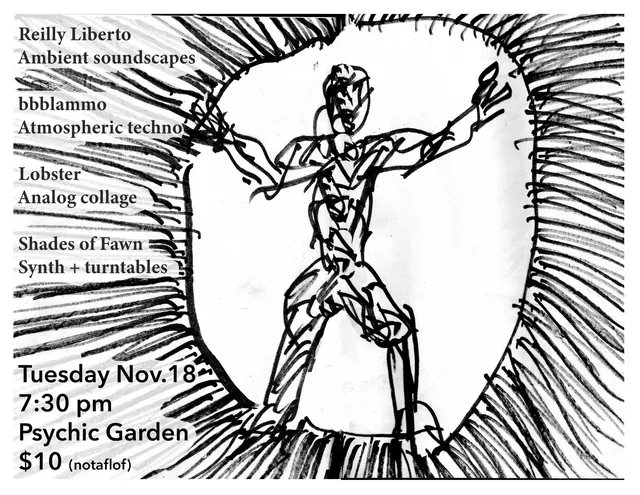 Reilly Liberto
Ambient soundscapes
bbblammo
Atmospheric techno
Lobster
Analog collage
Shades of Fawn
Synth + turntables
Tuesday Nov.18
7:30 pm
Psychic Garden
$10 (notaflof)